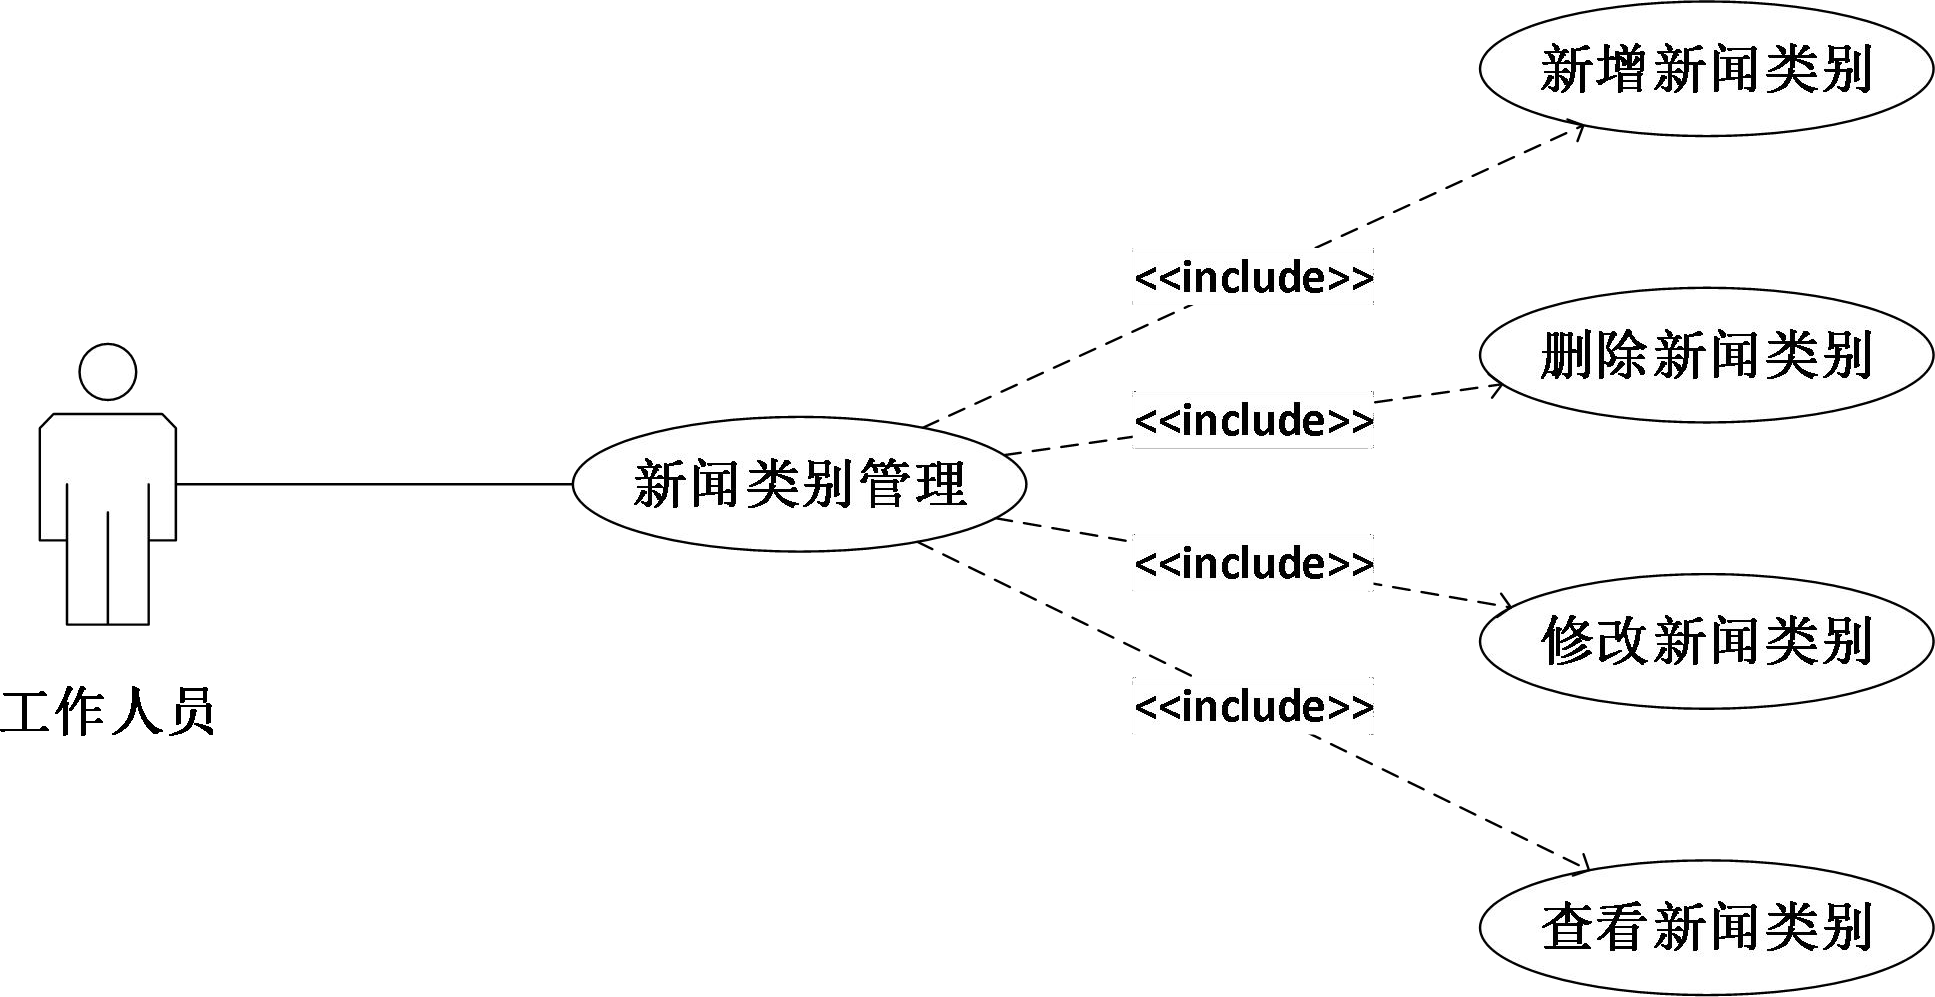 新增新闻类别
<<include>>
删除新闻类别
<<include>>
新闻类别管理
<<include>>
修改新闻类别
<<include>>
工作人员
查看新闻类别